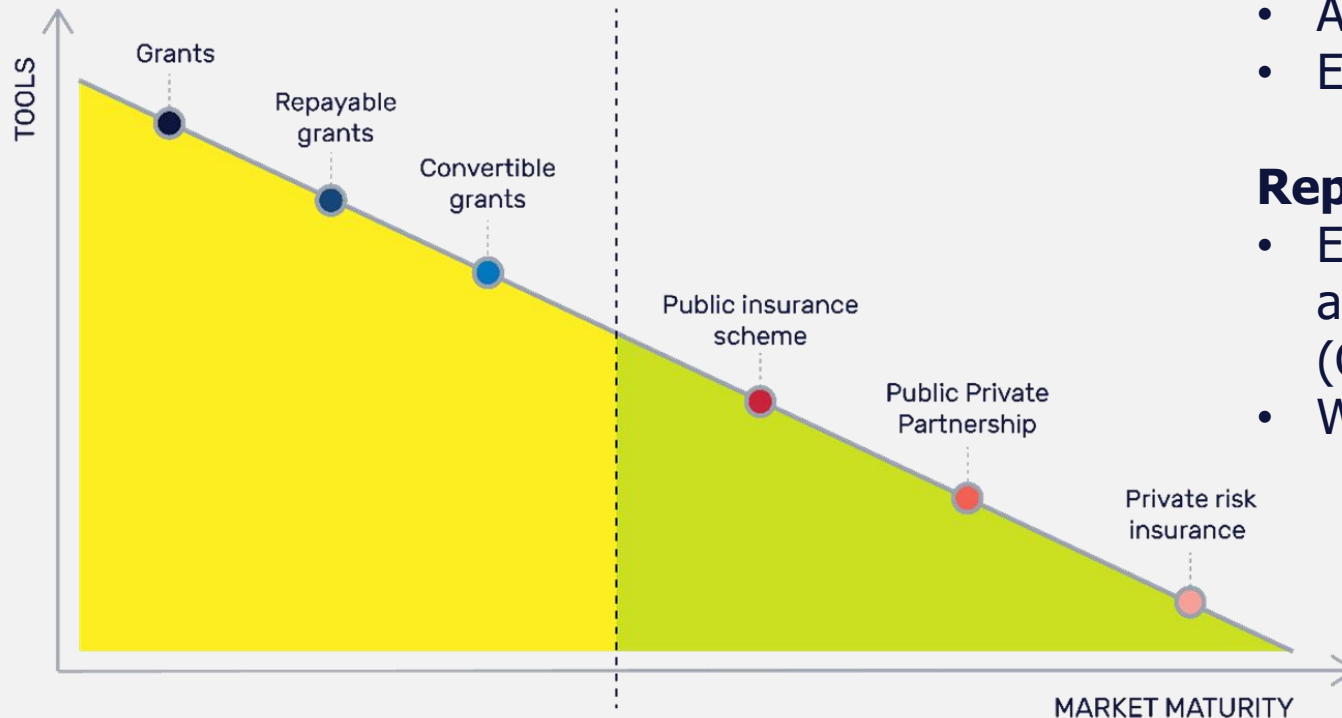 TOOLS
Grants
Repayable
grants
Convertible
grants
Public insurance
scheme
Public Private
Partnership
Private risk
insurance
MARKET MATURITY
• A
• E
Rep
• E
a
(
• W